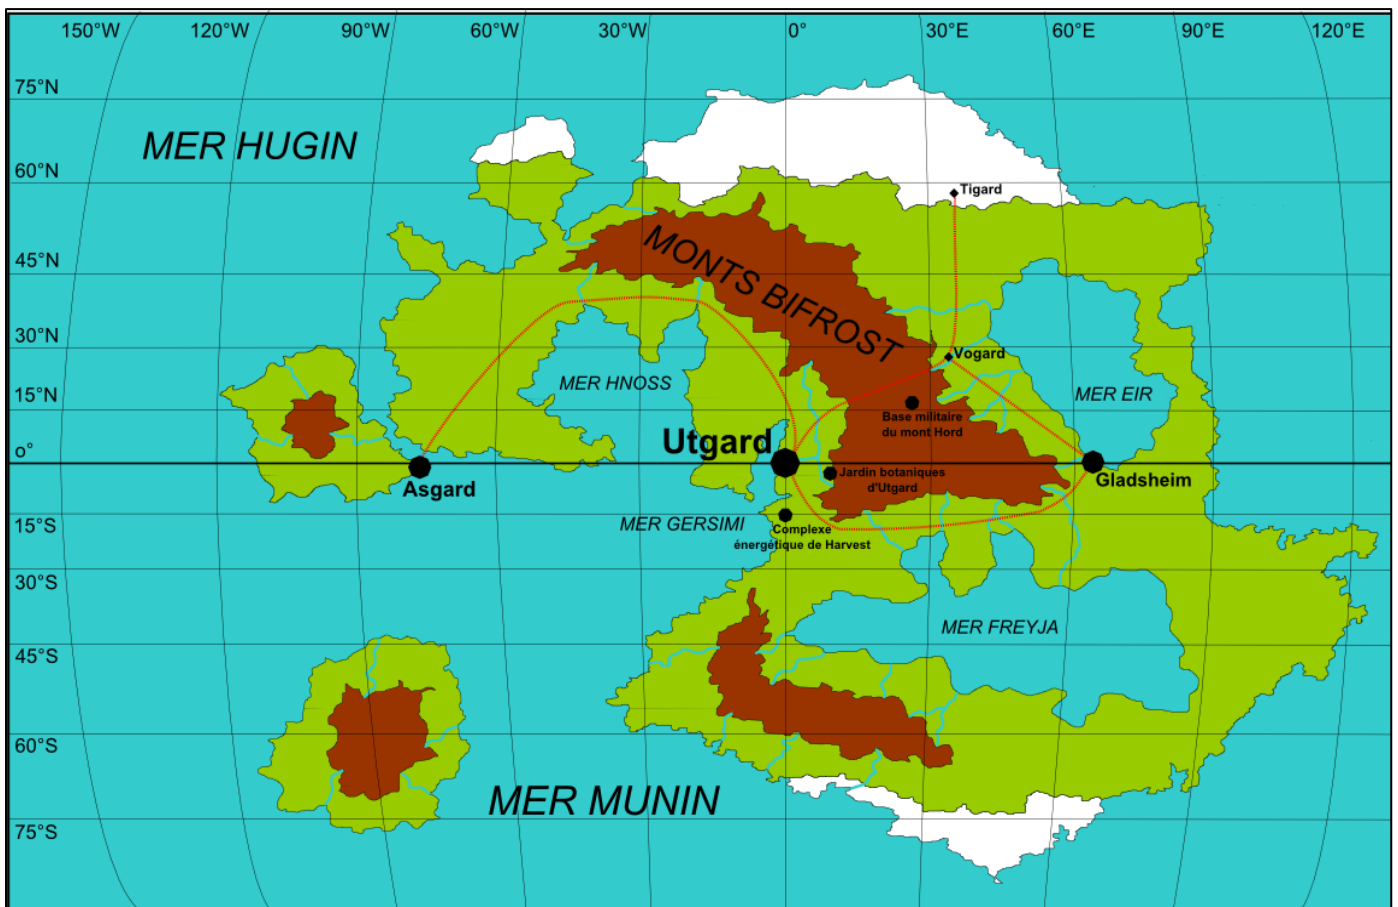 150°W 120°W 90°W 60°W 30°W 0° 30°E 60°E 90°E 120°E
75°N
MER HUGIN
60°N
Tigard
MONTS BIFROST
45°N
30°N
Vogard
MER HNOSS
MER EIR
15°N
Base militaire
du mont Hord
Utgard
o°
Jardin botaniques
d'Utgard
Gladsheim
Asgard
15°S
MER GERSIMI
Complexe
énergétique de Harvest
30°S
MER FREYJA
45°S
60°S
MER MUNIN
75°S